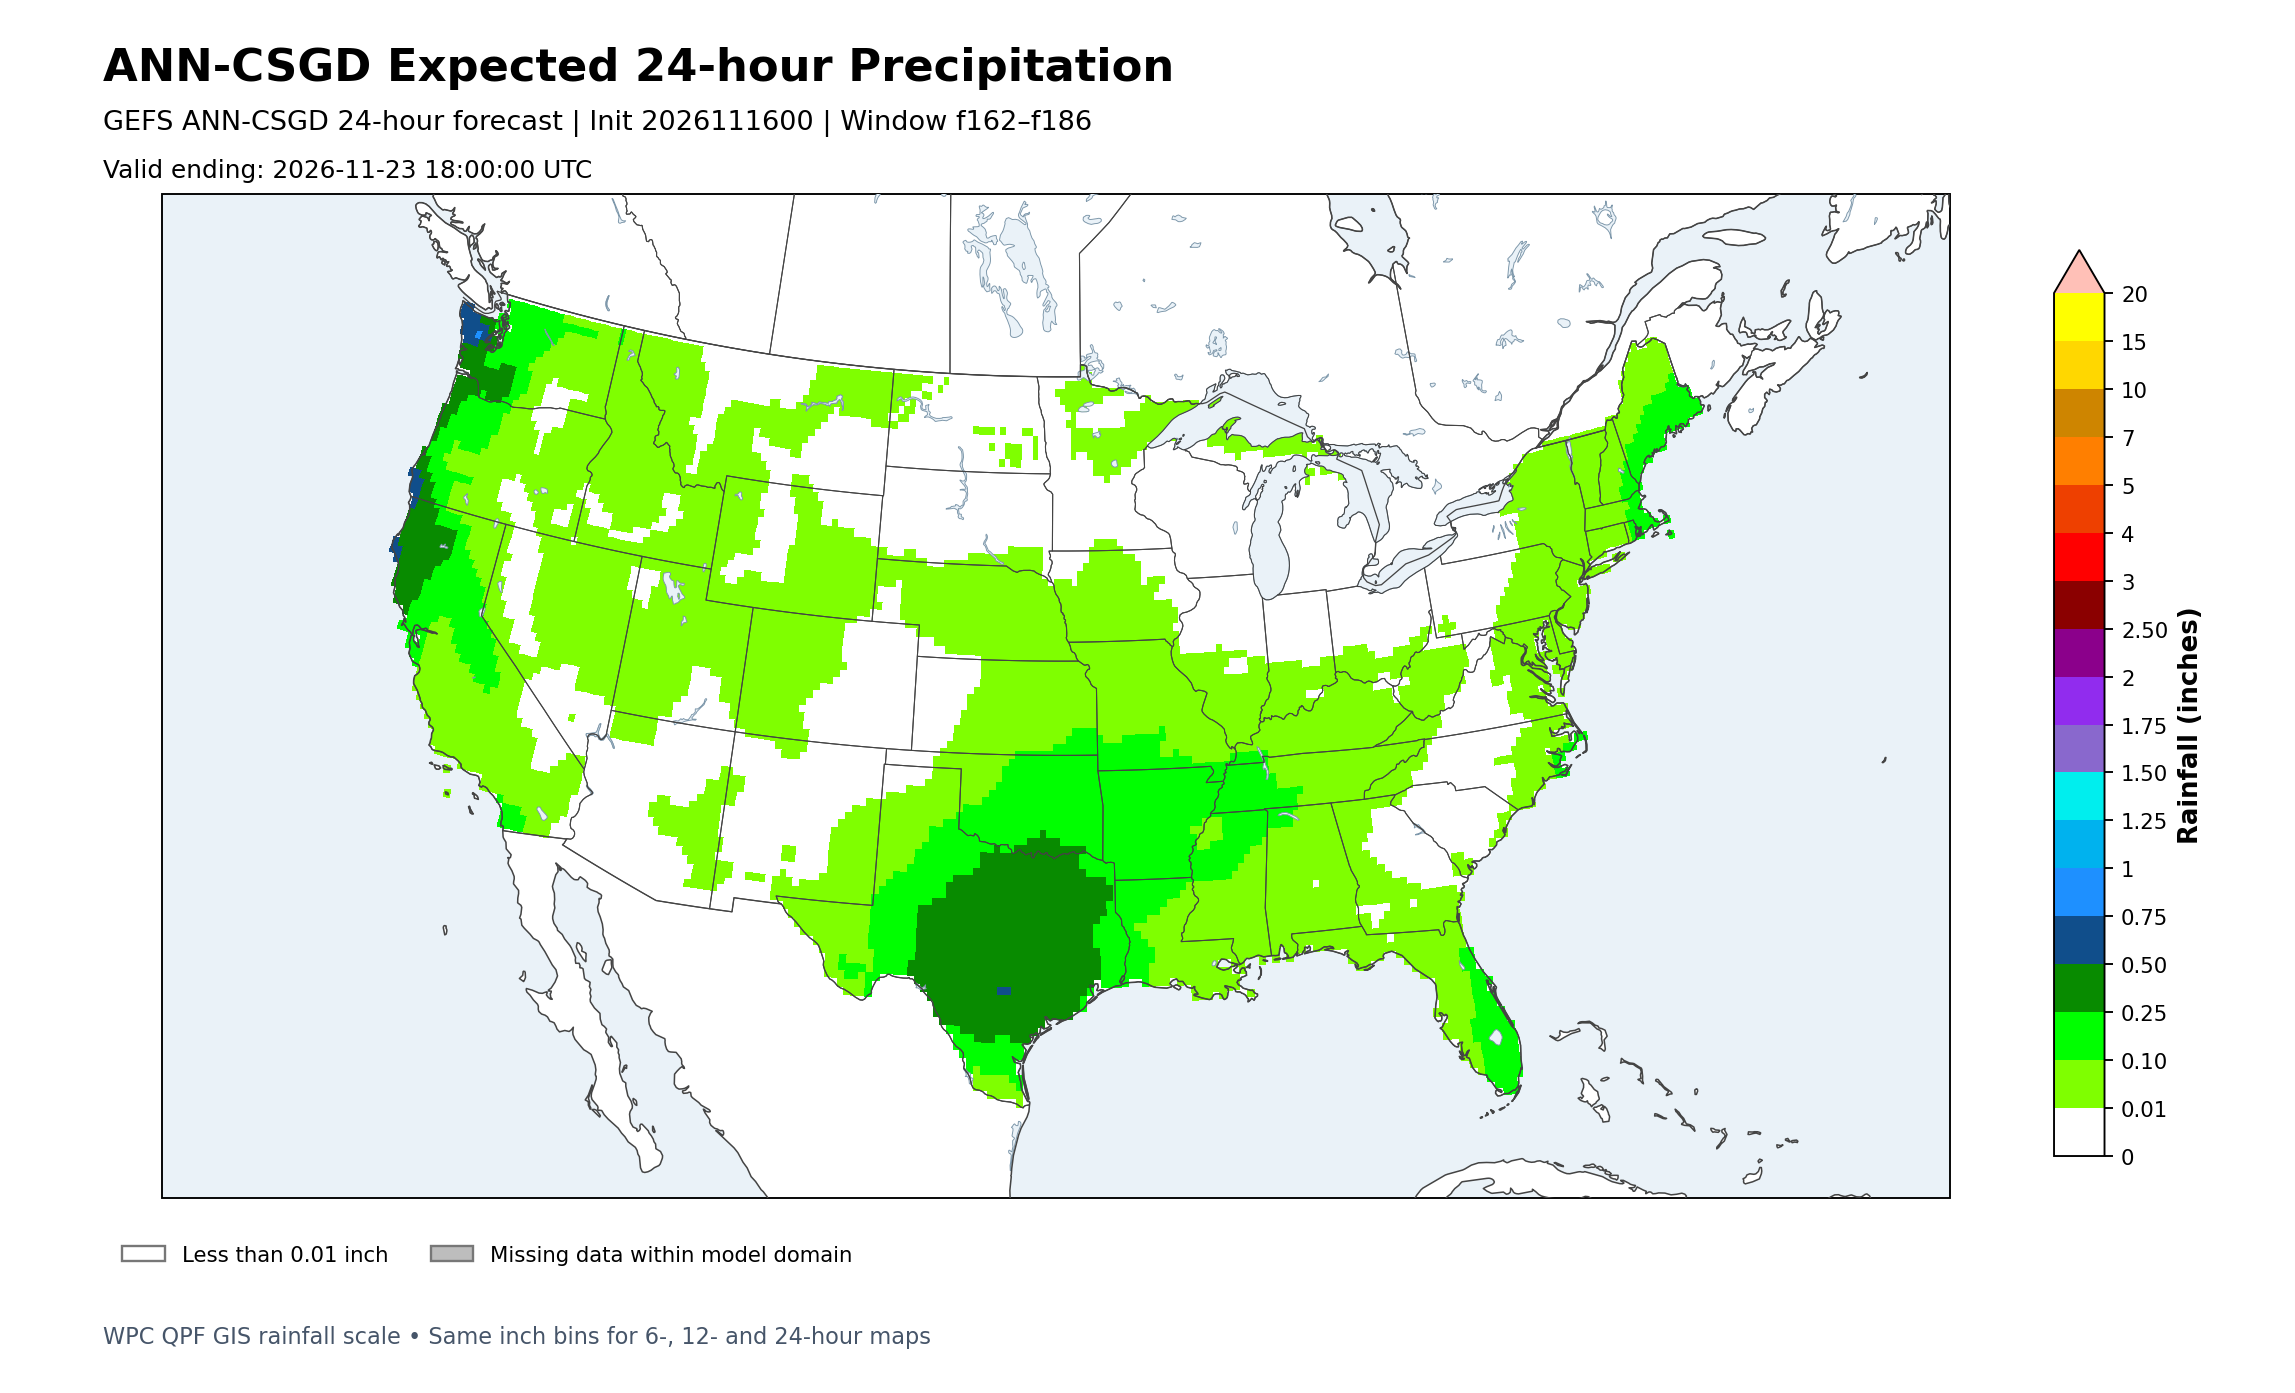 ANN-CSGD Expected 24-hour Precipitation
GEFS ANN-CSGD 24-hour forecast | Init 2026111600 | Window f162–f186
Valid ending: 2026-11-23 18:00:00 UTC
20
15
10
7
5
4
3
2.50
2
1.75
1.50
1.25
1
0.75
0.50
0.25
0.10
0.01
0
Rainfall (inches)
Less than 0.01 inch
Missing data within model domain
WPC QPF GIS rainfall scale • Same inch bins for 6-, 12- and 24-hour maps